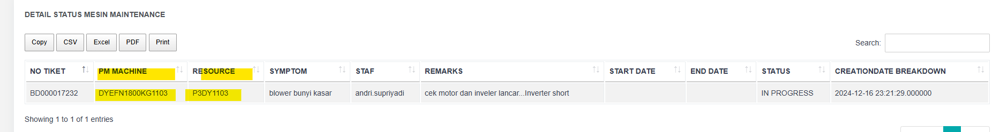 DETAIL STATUS MESIN MAINTENANCE
Copy CSV Excel PDF Print Search:
NO TIKET PM MACHINE RESOURCE SYMPTOM STAF REMARKS START DATE END DATE STATUS CREATIONDATE BREAKDOWN
BD000017232 DYEFN1800KG1103 P3DY1103 blower bunyi kasar andri.supriyadi cek motor dan inveler lancar...Inverter short IN PROGRESS 2024-12-16 23:21:29.000000
Showing 1 to 1 of 1 entries